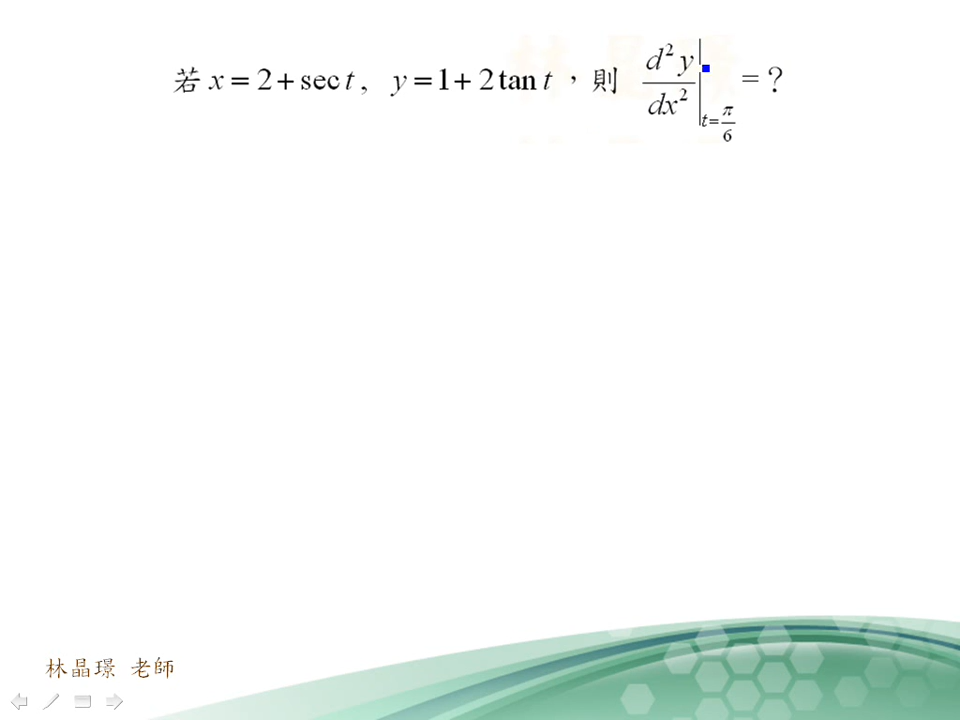 若 x = 2 + sec t ,  y = 1 + 2 tan t ，則 d²y/dx² |t=π/6 = ?
林晶璟 老師